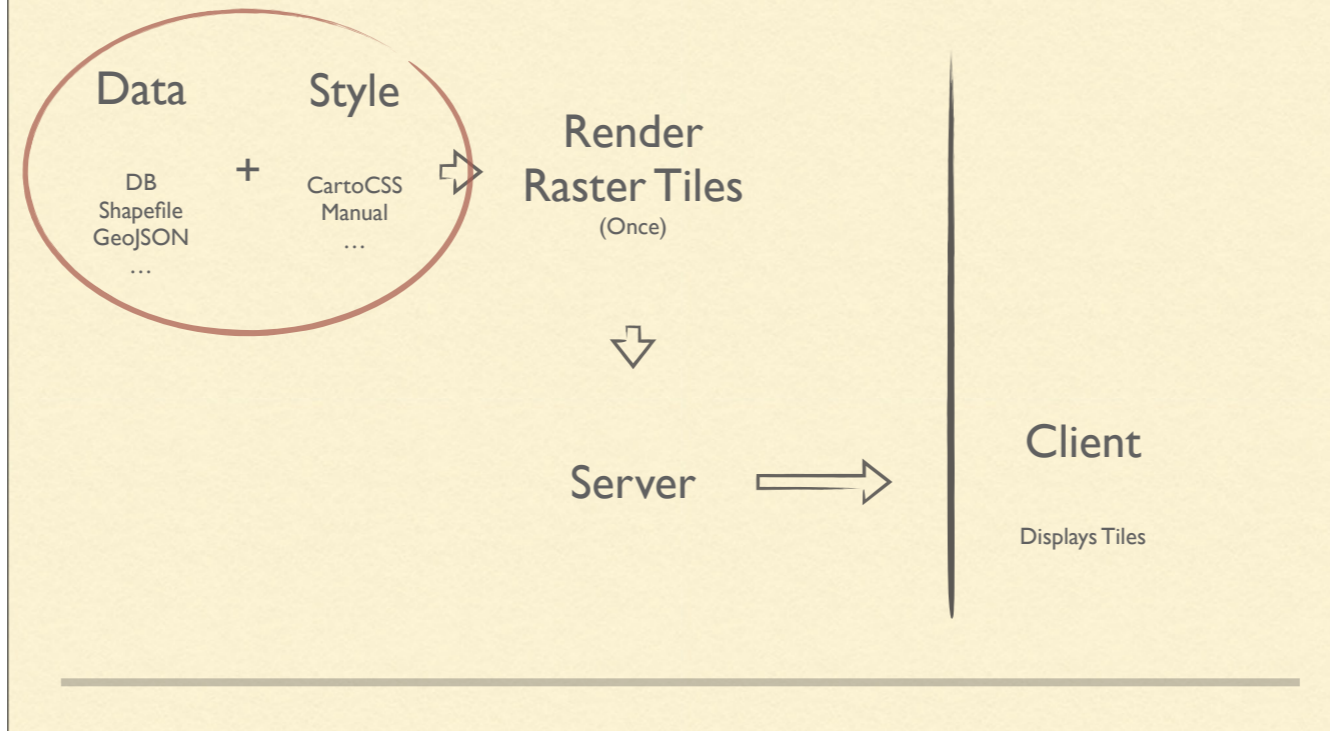 Data
DB
Shapefile
GeoJSON
…
+
Style
CartoCSS
Manual
…
Render
Raster Tiles
(Once)
Server
Client
Displays Tiles